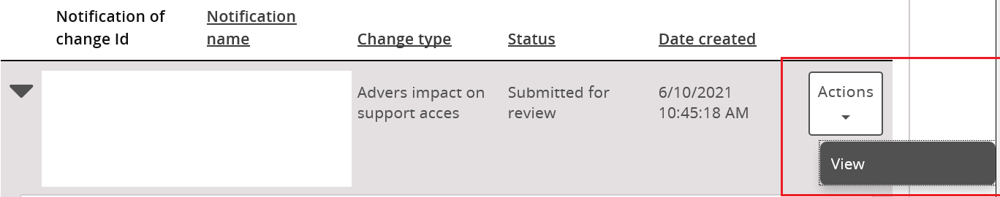 Notification of change Id
Notification name
Change type
Status
Date created
Advers impact on support acces
Submitted for review
6/10/2021 10:45:18 AM
Actions
View